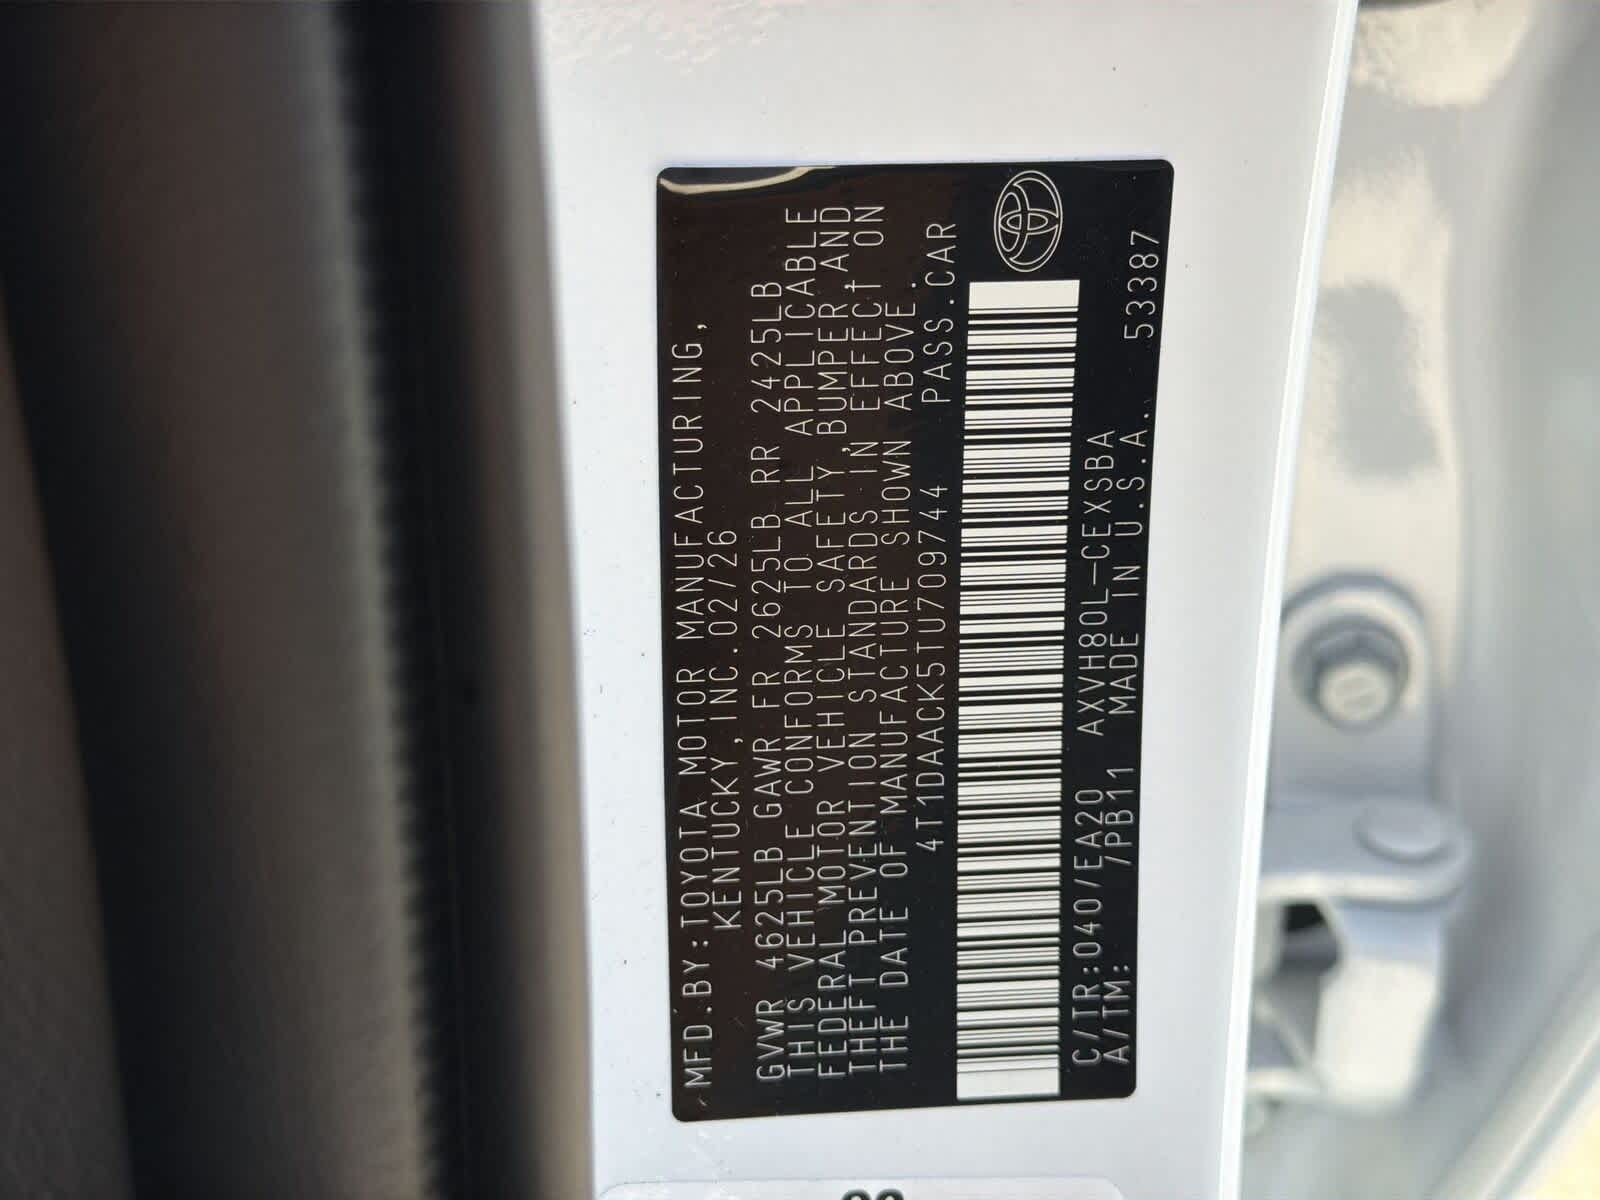 MFD.BY:TOYOTA MOTOR MANUFACTURING,
KENTUCKY,INC.02/26
GVWR 4625LB GAWR FR 2625LB RR 2425LB
THIS VEHICLE CONFORMS TO ALL APPLICABLE
FEDERAL MOTOR VEHICLE SAFETY,BUMPER,AND
THEFT PREVENTION STANDARDS IN EFFECT ON
THE DATE OF MANUFACTURE SHOWN ABOVE.
4T1DAACK5TU709744 PASS.CAR
C/TR:040/EA20 AXVH80L-CEXSBA
A/TM: /PB11 MADE IN U.S.A. 53387